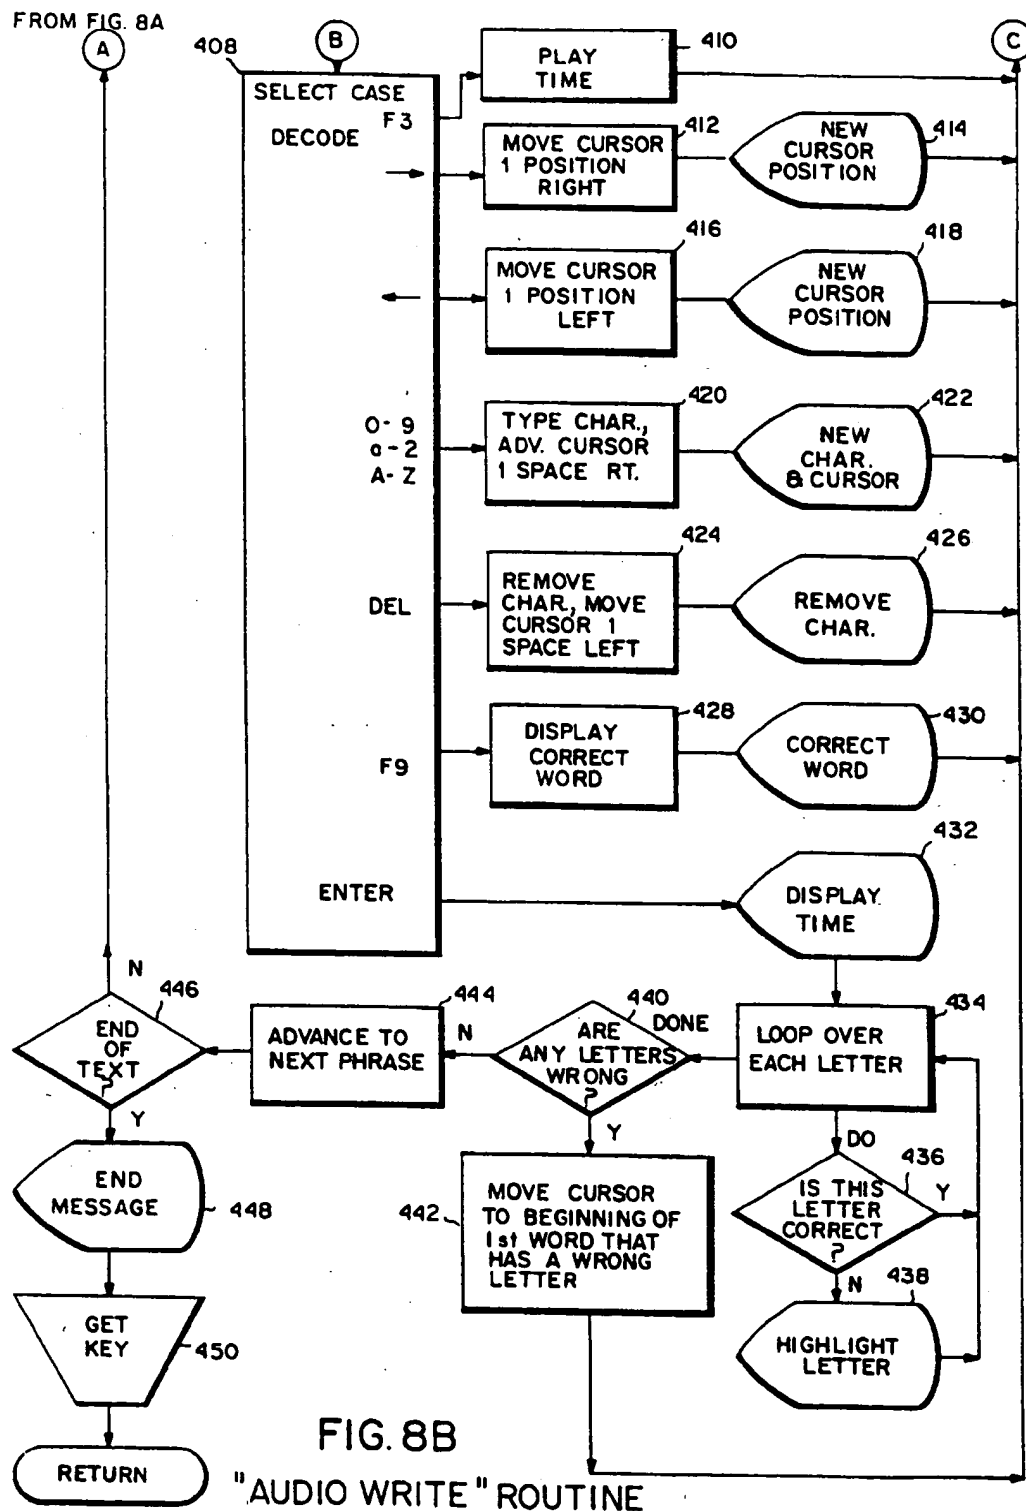 FROM FIG. 8A
A
B
C
408
SELECT CASE
DECODE
F3
PLAY
TIME
410
MOVE CURSOR
1 POSITION
RIGHT
412
NEW
CURSOR
POSITION
414
MOVE CURSOR
1 POSITION
LEFT
416
NEW
CURSOR
POSITION
418
0-9
a-2
A-Z
TYPE CHAR.,
ADV. CURSOR
1 SPACE RT.
420
NEW
CHAR.
& CURSOR
422
DEL
REMOVE
CHAR., MOVE
CURSOR 1
SPACE LEFT
424
REMOVE
CHAR.
426
F9
DISPLAY
CORRECT
WORD
428
CORRECT
WORD
430
ENTER
DISPLAY
TIME
432
LOOP OVER
EACH LETTER
434
DO
IS THIS
LETTER
CORRECT
?
436
Y
N
HIGHLIGHT
LETTER
438
DONE
ARE
ANY LETTERS
WRONG
?
440
N
Y
MOVE CURSOR
TO BEGINNING OF
1st WORD THAT
HAS A WRONG
LETTER
442
ADVANCE TO
NEXT PHRASE
444
END
OF
TEXT
?
446
N
Y
END
MESSAGE
448
GET
KEY
450
RETURN
FIG. 8B
"AUDIO WRITE" ROUTINE